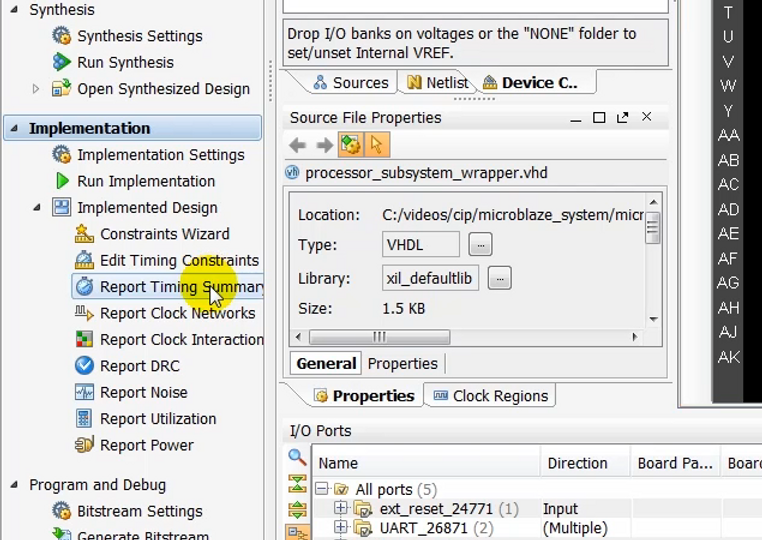 Synthesis
Synthesis Settings
Run Synthesis
Open Synthesized Design
Implementation
Implementation Settings
Run Implementation
Implemented Design
Constraints Wizard
Edit Timing Constraints
Report Timing Summary
Report Clock Networks
Report Clock Interaction
Report DRC
Report Noise
Report Utilization
Report Power
Program and Debug
Bitstream Settings
Generate Bitstream
Drop I/O banks on voltages or the "NONE" folder to
set/unset Internal VREF.
Sources Netlist Device C..
Source File Properties
processor_subsystem_wrapper.vhd
Location: C:/videos/cip/microblaze_system/micr
Type: VHDL ...
Library: xil_defaultlib ...
Size: 1.5 KB
General Properties
Properties Clock Regions
I/O Ports
Name Direction Board Pa... Board
All ports (5)
ext_reset_24771 (1) Input
UART_26871 (2) (Multiple)
T
U
V
W
Y
AA
AB
AC
AD
AE
AF
AG
AH
AJ
AK